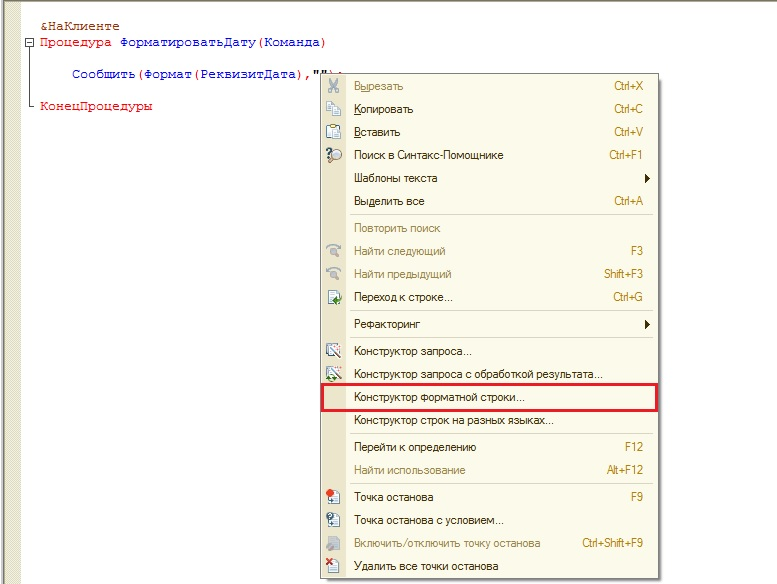 &НаКлиенте
Процедура ФорматироватьДату(Команда)
Сообщить(Формат(РеквизитДата),"");
КонецПроцедуры
Вырезать Ctrl+X
Копировать Ctrl+C
Вставить Ctrl+V
Поиск в Синтакс-Помощнике Ctrl+F1
Шаблоны текста
Выделить все Ctrl+A
Повторить поиск
Найти следующий F3
Найти предыдущий Shift+F3
Переход к строке... Ctrl+G
Рефакторинг
Конструктор запроса...
Конструктор запроса с обработкой результата...
Конструктор форматной строки...
Конструктор строк на разных языках...
Перейти к определению F12
Найти использование Alt+F12
Точка останова F9
Точка останова с условием...
Включить/отключить точку останова Ctrl+Shift+F9
Удалить все точки останова